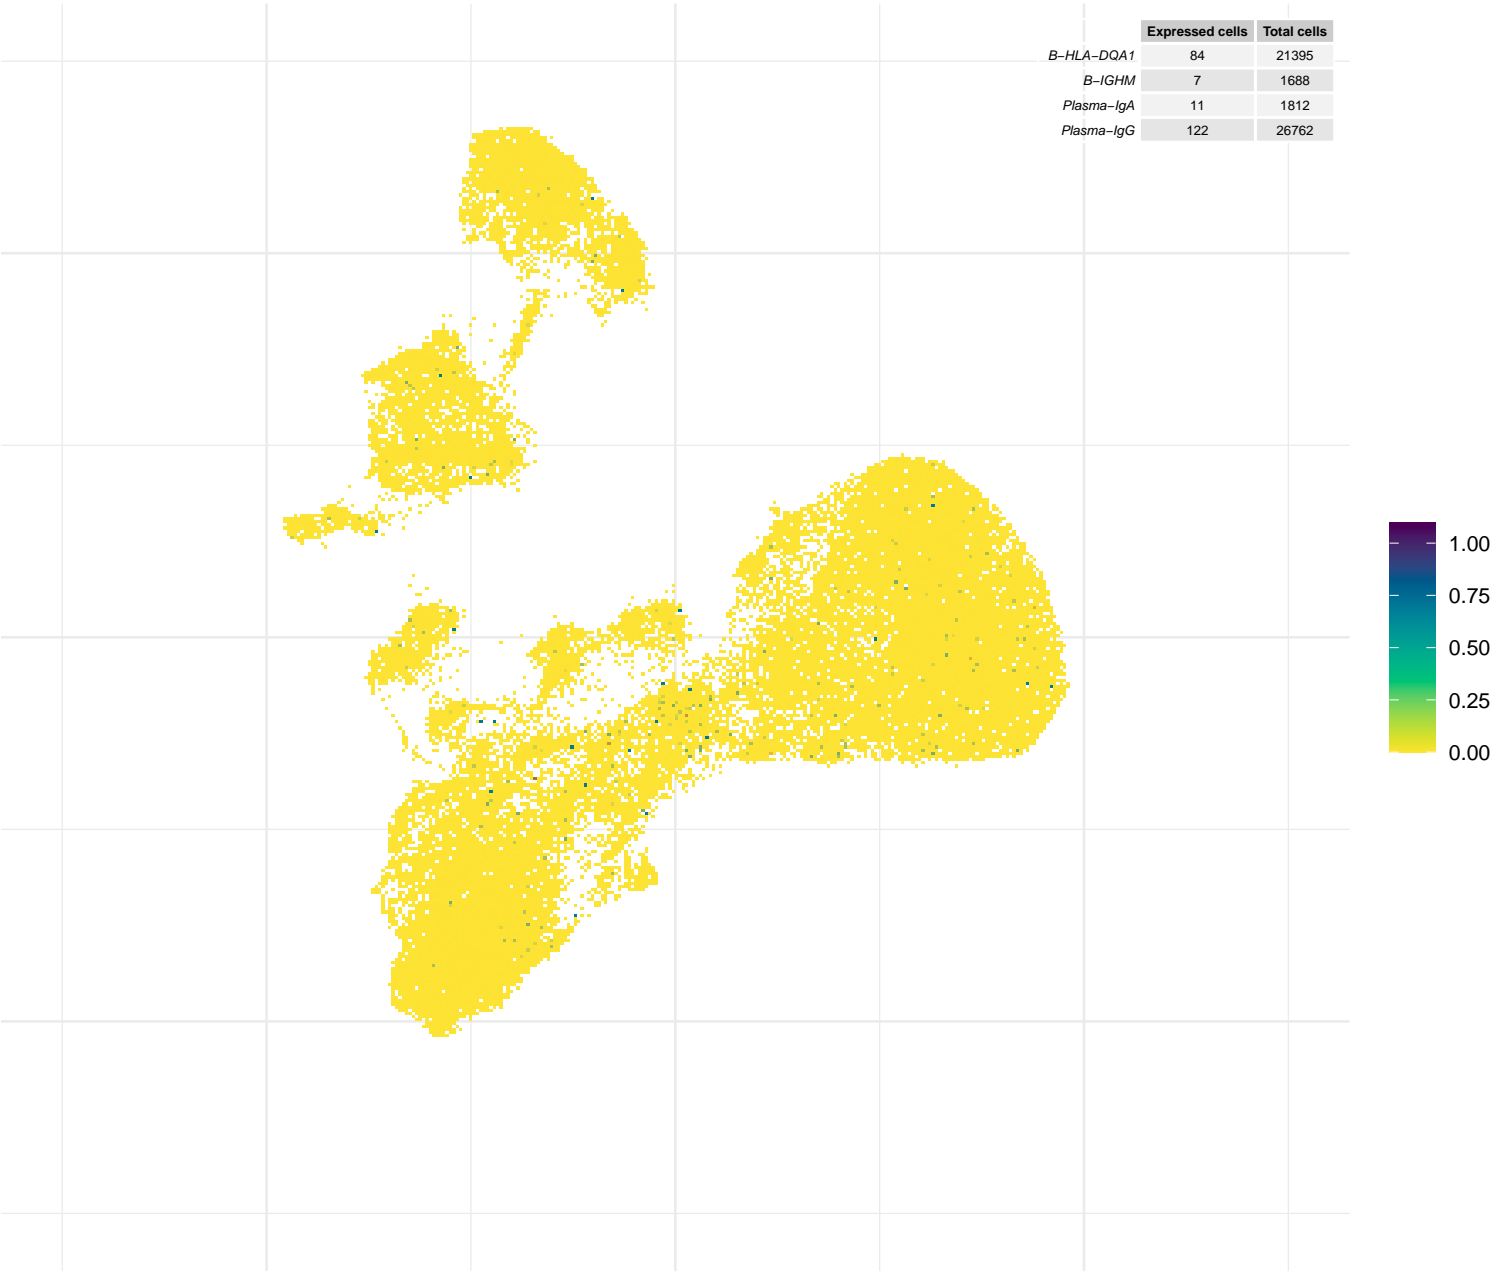 Expressed cells Total cells
B−HLA−DQA1 84 21395
B−IGHM 7 1688
Plasma−IgA 11 1812
Plasma−IgG 122 26762
1.00
0.75
0.50
0.25
0.00